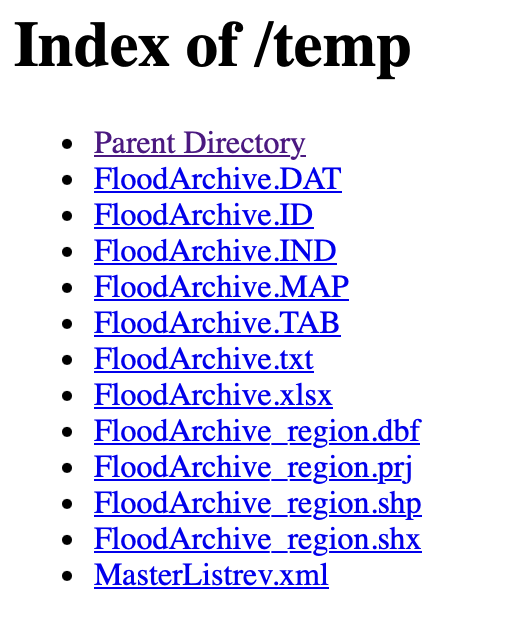 Index of /temp
Parent Directory
FloodArchive.DAT
FloodArchive.ID
FloodArchive.IND
FloodArchive.MAP
FloodArchive.TAB
FloodArchive.txt
FloodArchive.xlsx
FloodArchive_region.dbf
FloodArchive_region.prj
FloodArchive_region.shp
FloodArchive_region.shx
MasterListrev.xml